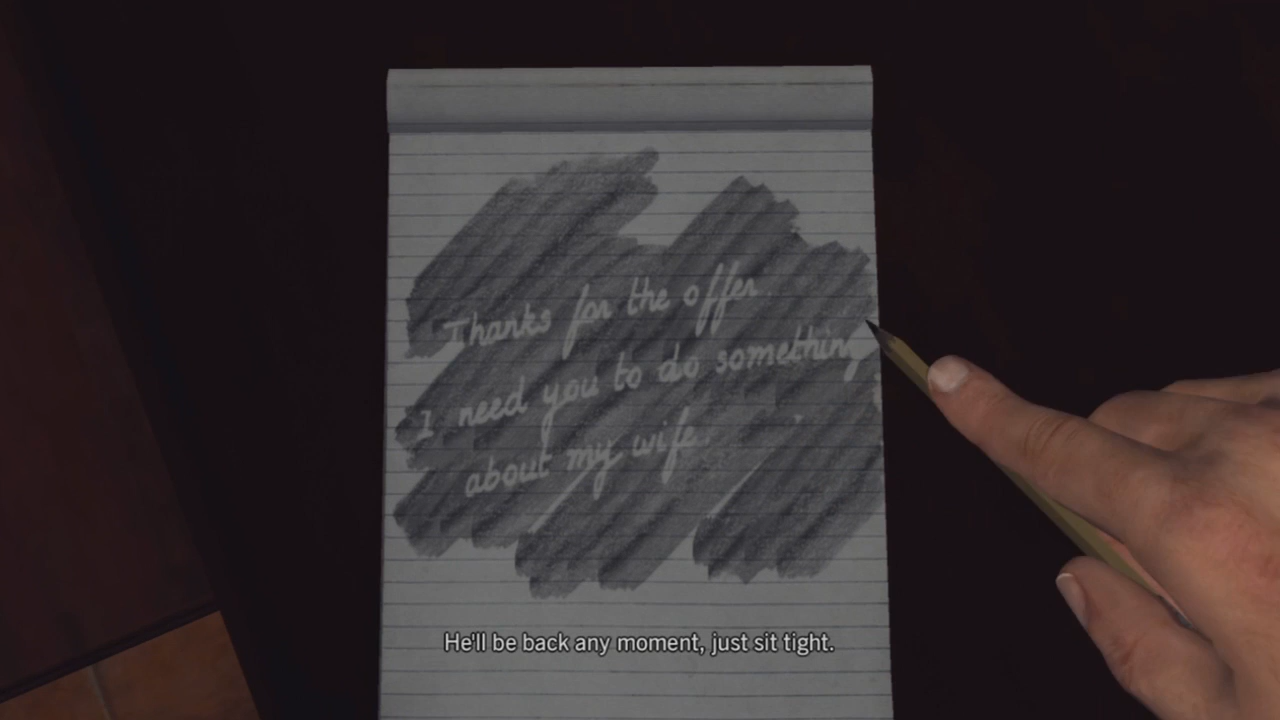 Thanks for the offer.
I need you to do something
about my wife.
He'll be back any moment, just sit tight.